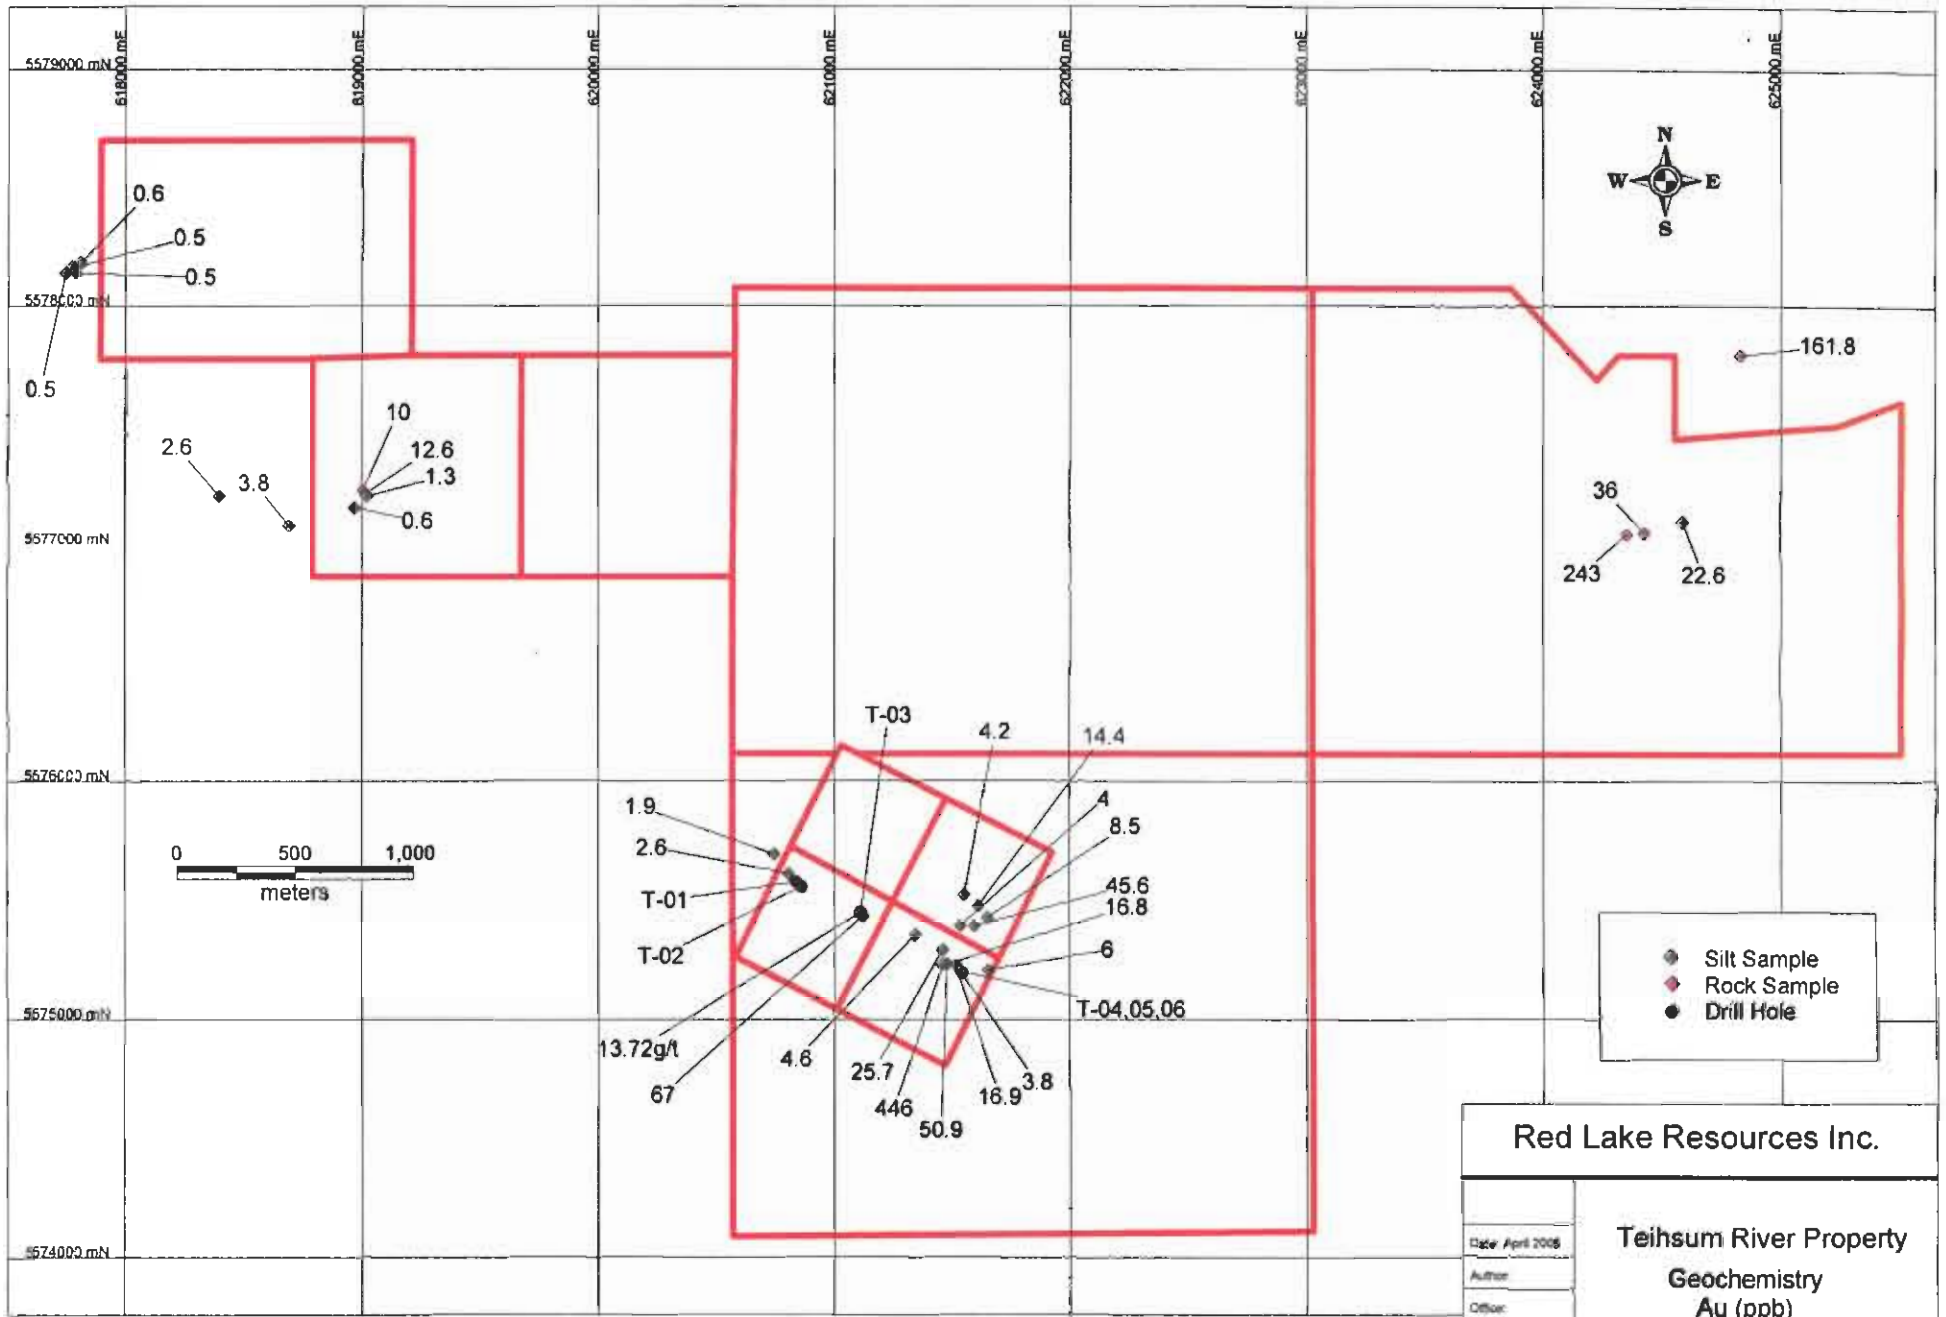 618000 mE
619000 mE
620000 mE
621000 mE
622000 mE
623000 mE
624000 mE
625000 mE
5579000 mN
N
W E
S
0.6
0.5
0.5
5578000 mN
161.8
0.5
10
12.6
2.6
3.8
1.3
0.6
36
5577000 mN
243
22.6
T-03
4.2
14.4
5576000 mN
1.9
4
8.5
2.6
0 500 1,000
meters
T-01
45.6
16.8
T-02
6
Silt Sample
Rock Sample
Drill Hole
T-04,05,06
5575000 mN
13.72g/t
4.6
25.7
3.8
67
16.9
446
50.9
Red Lake Resources Inc.
Teihsum River Property
5574000 mN
Date: April 2005
Geochemistry
Author:
Au (ppb)
Office: